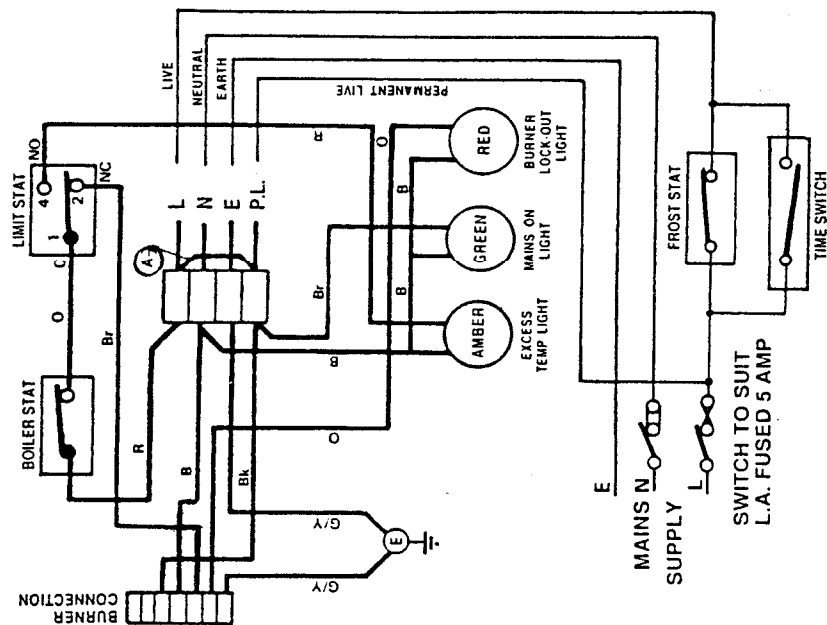 LIMIT STAT
NO
4
1
2
C
NC
BOILER STAT
O
Br
R
B
Bk
G/Y
G/Y
E
O
BURNER
CONNECTION
A
L
N
E
P.L.
LIVE
NEUTRAL
EARTH
PERMANENT LIVE
R
O
Br
B
B
B
RED
BURNER
LOCK-OUT
LIGHT
GREEN
MAINS ON
LIGHT
AMBER
EXCESS
TEMP LIGHT
FROST STAT
TIME SWITCH
E
MAINS N
SUPPLY
L
SWITCH TO SUIT
L.A. FUSED 5 AMP